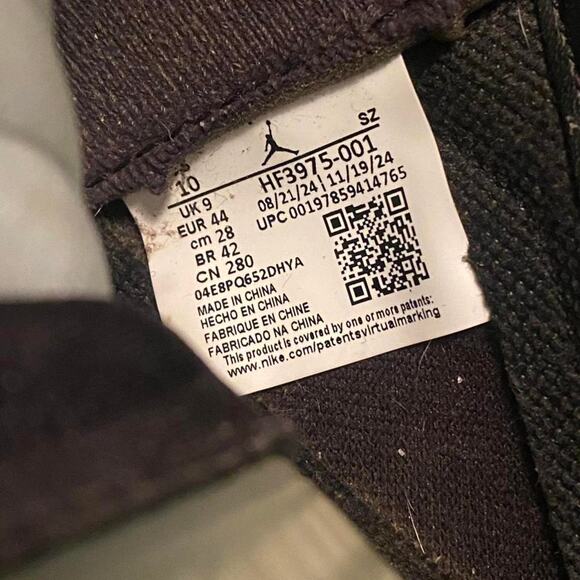 SZ
10
HF3975-001
UK 9
08/21/24 11/19/24
EUR 44
UPC 00197859414765
cm 28
BR 42
CN 280
04E8PQ652DHYA
MADE IN CHINA
HECHO EN CHINA
FABRIQUE EN CHINE
FABRICADO NA CHINA
This product is covered by one or more patents:
www.nike.com/patentsvirtualmarking